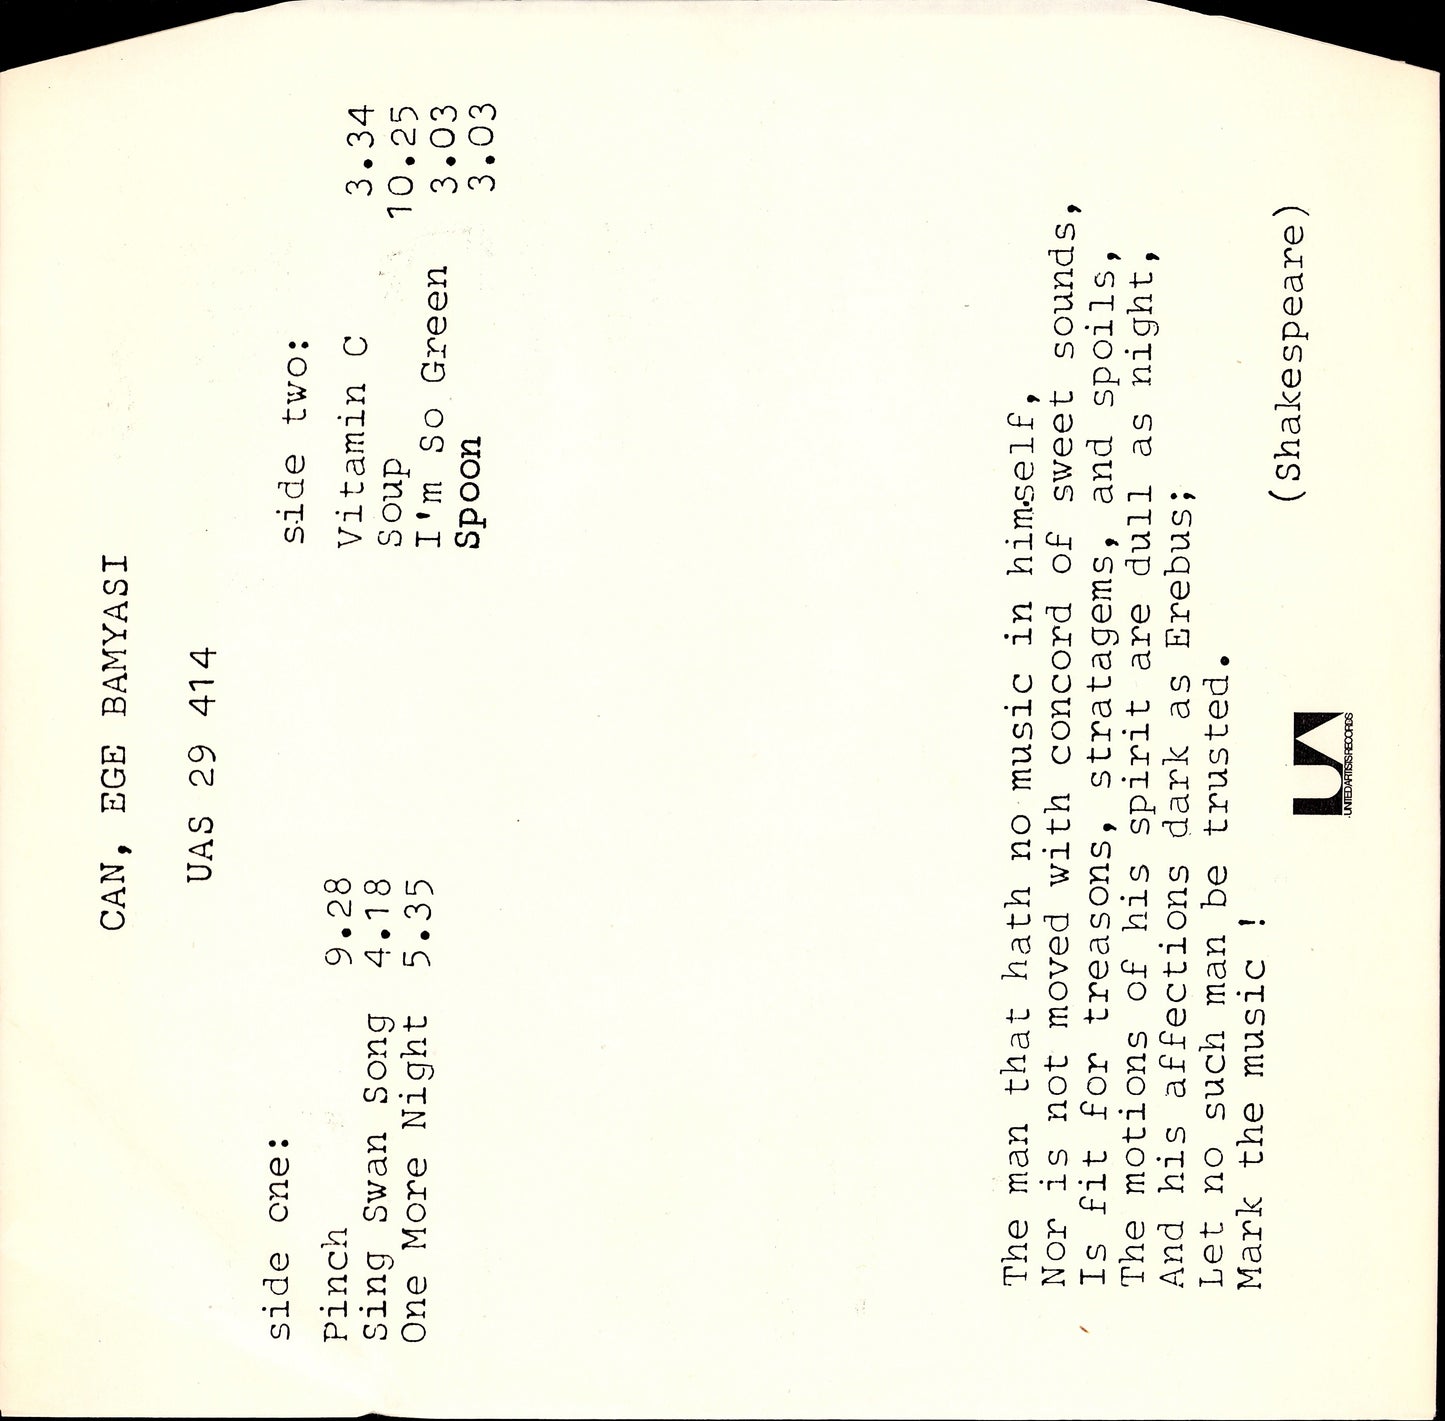 CAN, EGE BAMYASI
UAS 29 414
side one:
Pinch 9.28
Sing Swan Song 4.18
One More Night 5.35
side two:
Vitamin C 3.34
Soup 10.25
I'm So Green 3.03
Spoon 3.03
The man that hath no music in himself,
Nor is not moved with concord of sweet sounds,
Is fit for treasons, stratagems, and spoils,
The motions of his spirit are dull as night,
And his affections dark as Erebus;
Let no such man be trusted.
Mark the music !
(Shakespeare)
UA
UNITED ARTISTS RECORDS